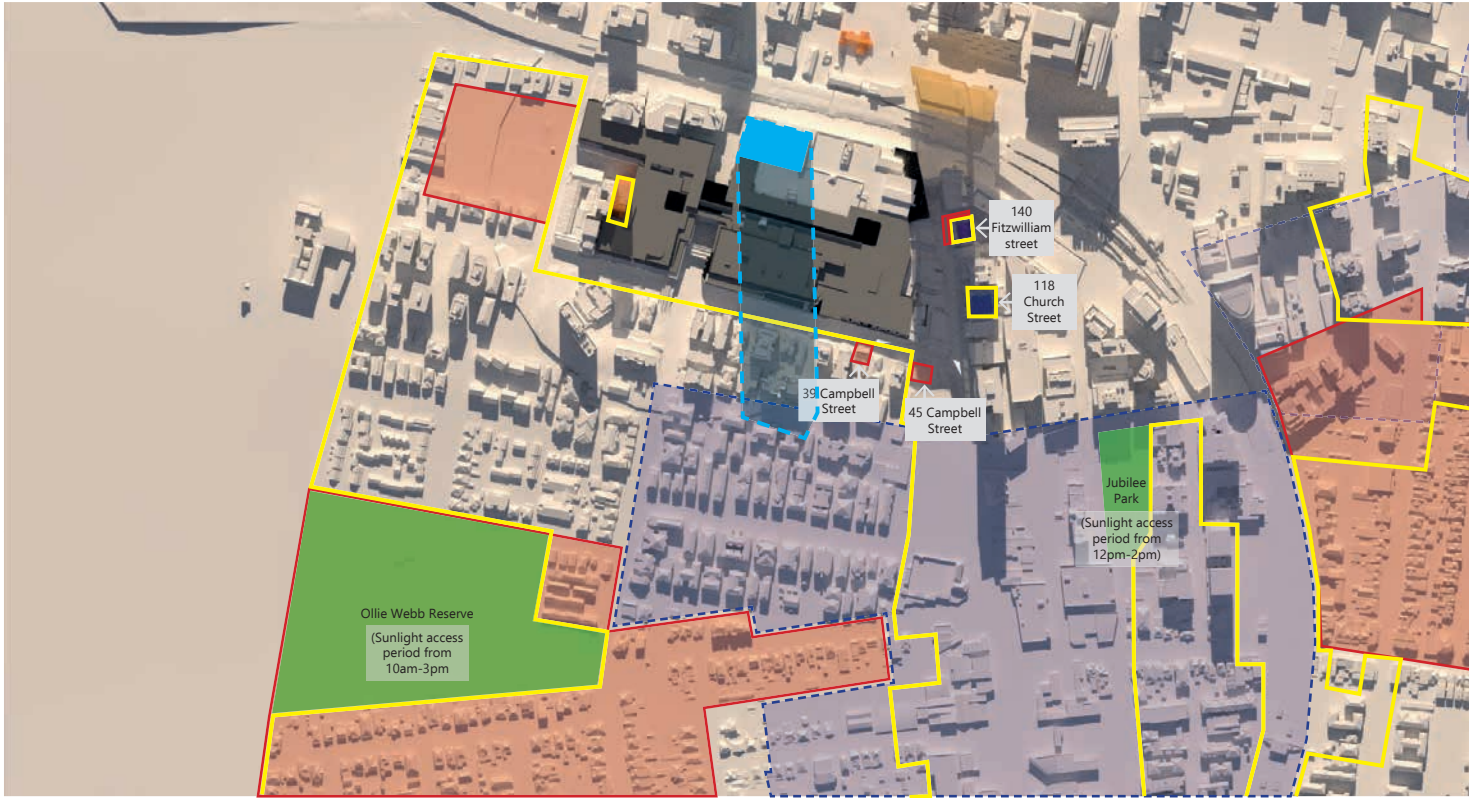 140
Fitzwilliam
street
118
Church
Street
39 Campbell
Street
45 Campbell
Street
Jubilee
Park
(Sunlight access
period from
12pm-2pm)
Ollie Webb Reserve
(Sunlight access
period from
10am-3pm